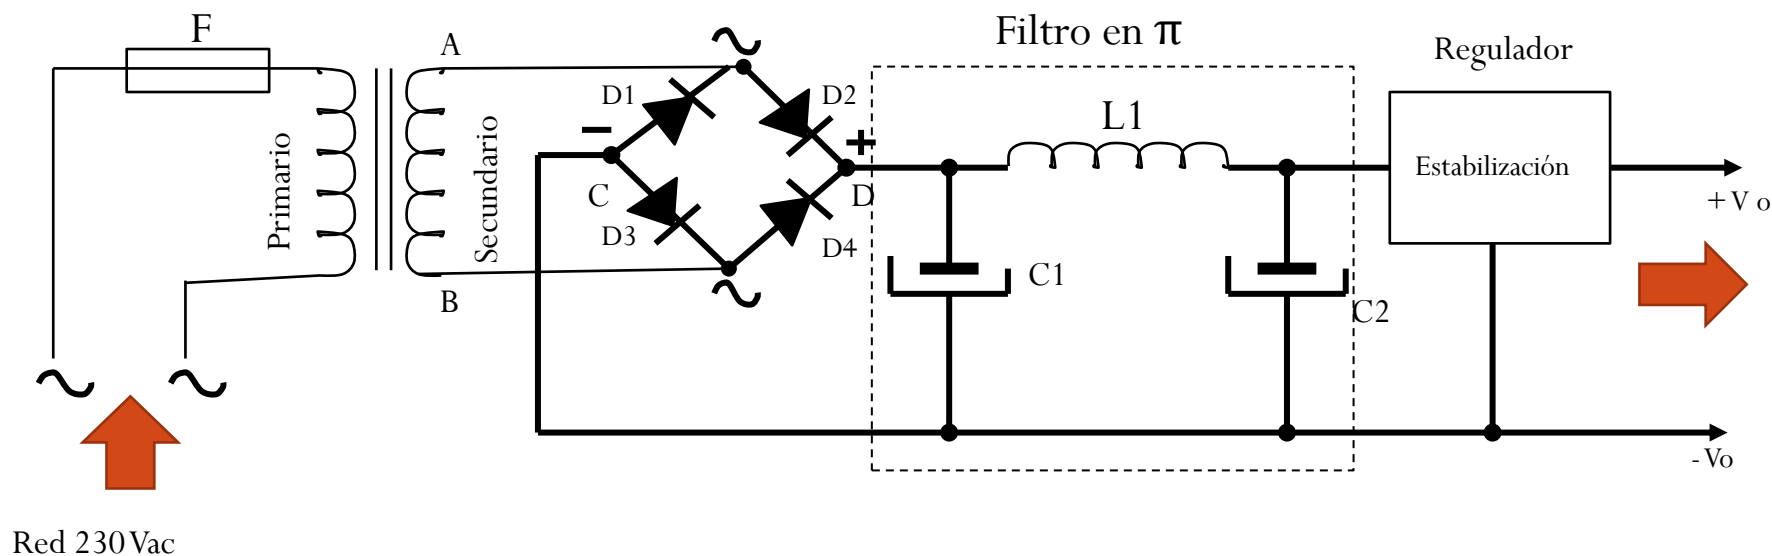 F
A
Filtro en π
Regulador
D1
D2
L1
−
+
Primario
Secundario
Estabilización
C
D
+V o
D3
D4
C1
B
C2
-Vo
Red 230Vac